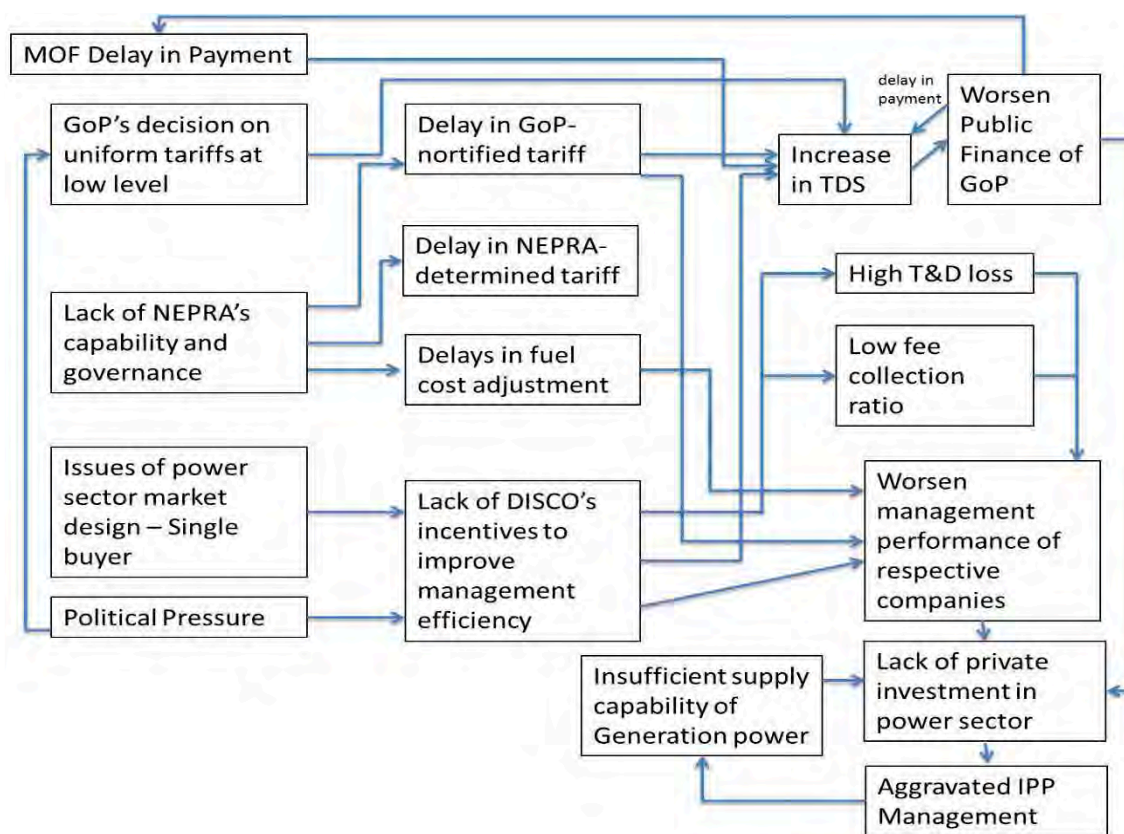 MOF Delay in Payment
GoP's decision on
uniform tariffs at
low level
Delay in GoP-
nortified tariff
delay in
payment
Increase
in TDS
Worsen
Public
Finance of
GoP
Delay in NEPRA-
determined tariff
High T&D loss
Lack of NEPRA's
capability and
governance
Delays in fuel
cost adjustment
Low fee
collection
ratio
Issues of power
sector market
design – Single
buyer
Lack of DISCO's
incentives to
improve
management
efficiency
Worsen
management
performance of
respective
companies
Political Pressure
Insufficient supply
capability of
Generation power
Lack of private
investment in
power sector
Aggravated IPP
Management